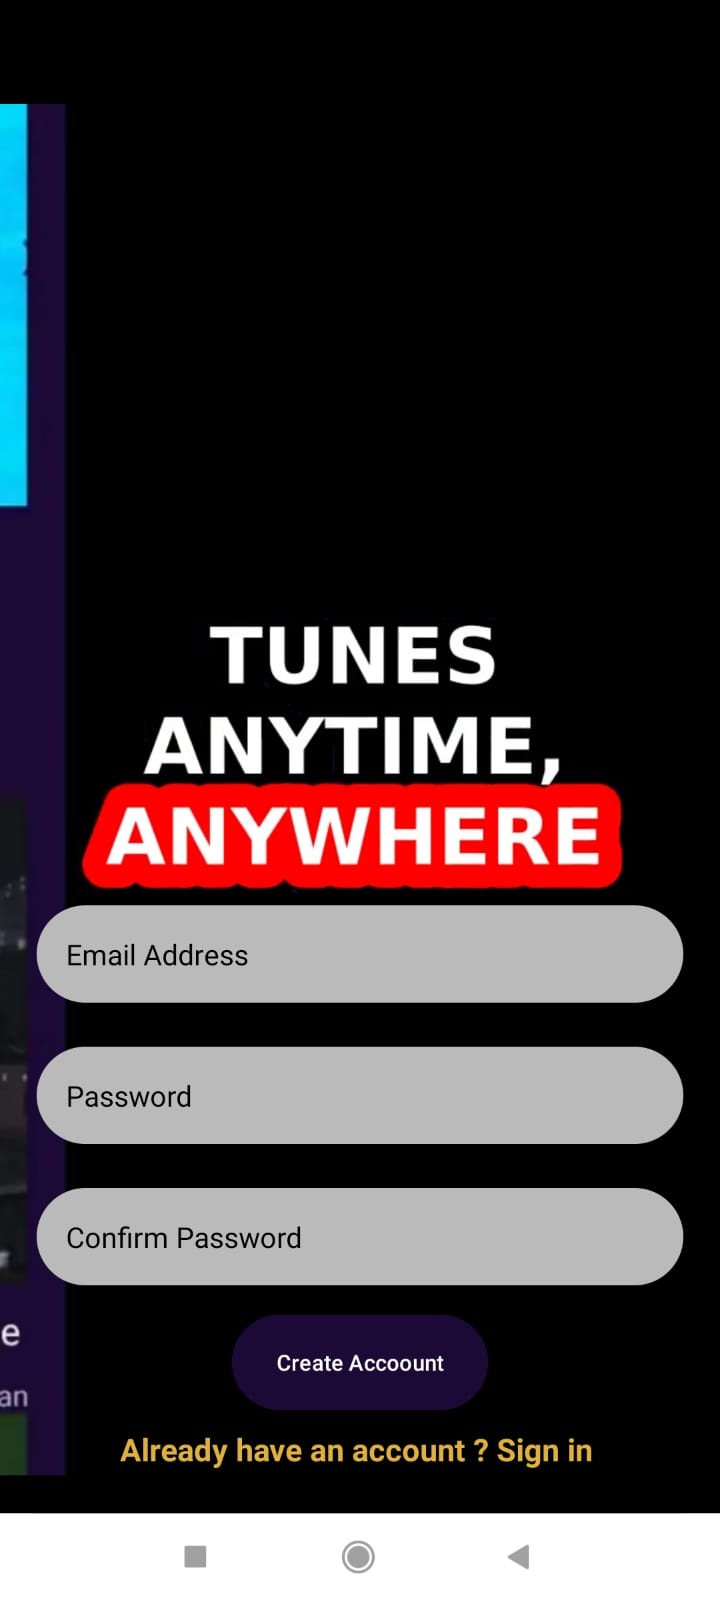 TUNES
ANYTIME,
ANYWHERE
Email Address
Password
Confirm Password
e
an
Create Accoount
Already have an account ? Sign in